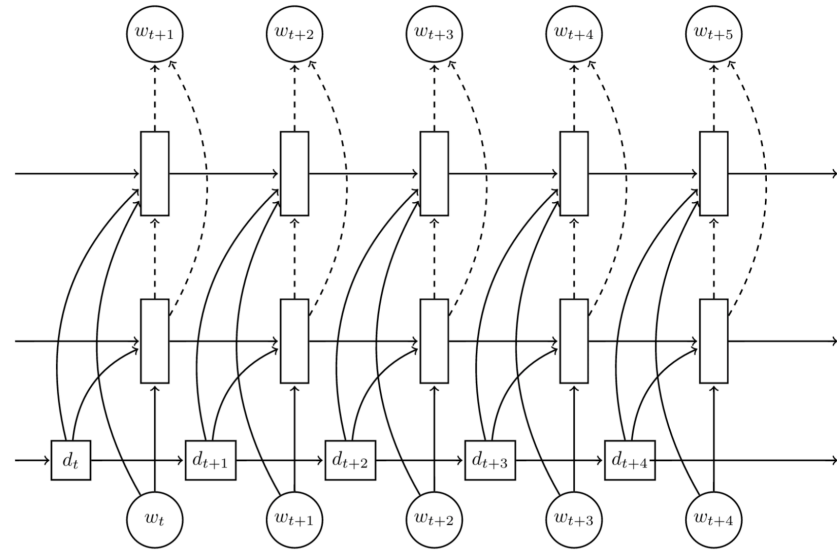 w_{t+1} w_{t+2} w_{t+3} w_{t+4} w_{t+5}
d_t d_{t+1} d_{t+2} d_{t+3} d_{t+4}
w_t w_{t+1} w_{t+2} w_{t+3} w_{t+4}